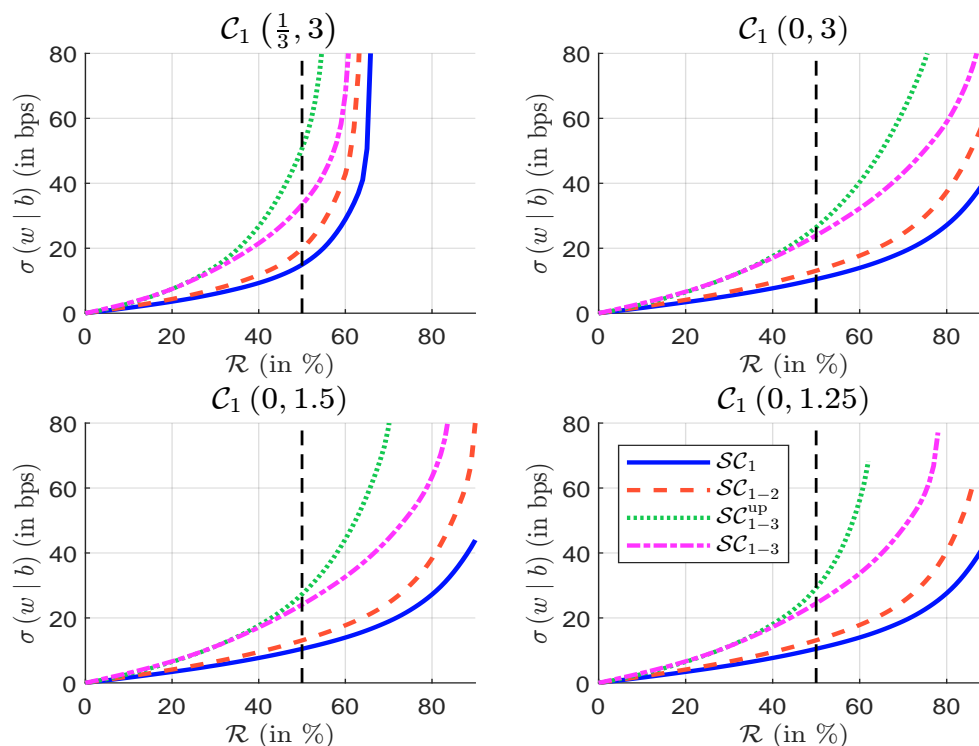 𝒞₁ (1/3, 3)
80
60
40
20
0
σ (w | b) (in bps)
0 20 40 60 80
ℛ (in %)
𝒞₁ (0, 3)
80
60
40
20
0
σ (w | b) (in bps)
0 20 40 60 80
ℛ (in %)
𝒞₁ (0, 1.5)
80
60
40
20
0
σ (w | b) (in bps)
0 20 40 60 80
ℛ (in %)
𝒞₁ (0, 1.25)
80
60
40
20
0
σ (w | b) (in bps)
𝒮𝒞₁
𝒮𝒞₁₋₂
𝒮𝒞₁₋₃ᵘᵖ
𝒮𝒞₁₋₃
0 20 40 60 80
ℛ (in %)